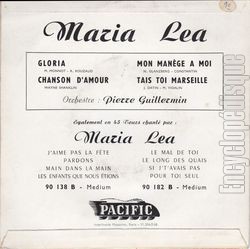 Maria Lea
GLORIA
M. MONNOT - A. ROUZAUD
CHANSON D'AMOUR
WAYNE SHANKLIN
MON MANÈGE A MOI
N. GLANZBERG - CONSTANTIN
TAIS TOI MARSEILLE
J. DATIN - M. VIDALIN
Orchestre : Pierre Guillermin
Également en 45 Tours chanté par :
Maria Lea
J'AIME PAS LA FÊTE
PARDONS
MAIN DANS LA MAIN
LES ENFANTS QUE NOUS ÉTIONS
90 138 B - Medium
LE MAL DE TOI
LE LONG DES QUAIS
SI J'AVAIS PAS
POUR TOI SEUL
90 182 B - Medium
PACIFIC